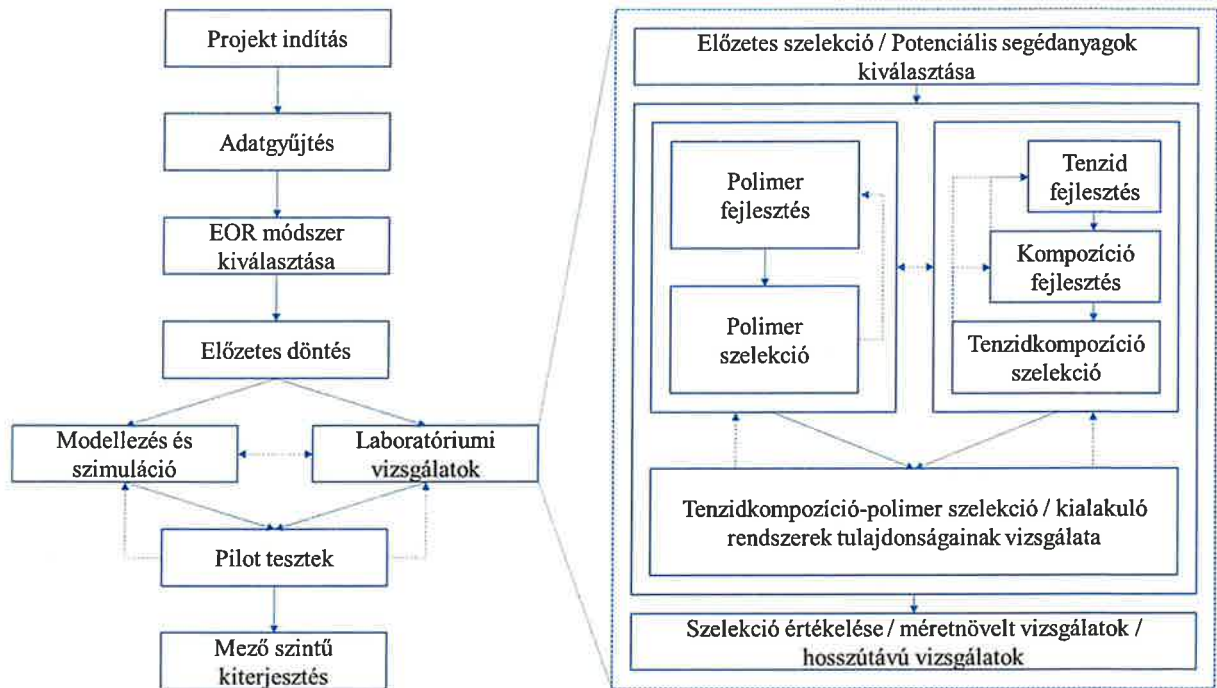 Projekt indítás
Adatgyűjtés
EOR módszer
kiválasztása
Előzetes döntés
Modellezés és
szimuláció
Laboratóriumi
vizsgálatok
Pilot tesztek
Mező szintű
kiterjesztés
Előzetes szelekció / Potenciális segédanyagok
kiválasztása
Polimer
fejlesztés
Polimer
szelekció
Tenzid
fejlesztés
Kompozíció
fejlesztés
Tenzidkompozíció
szelekció
Tenzidkompozíció-polimer szelekció / kialakuló
rendszerek tulajdonságainak vizsgálata
Szelekció értékelése / méretnövelt vizsgálatok /
hosszútávú vizsgálatok